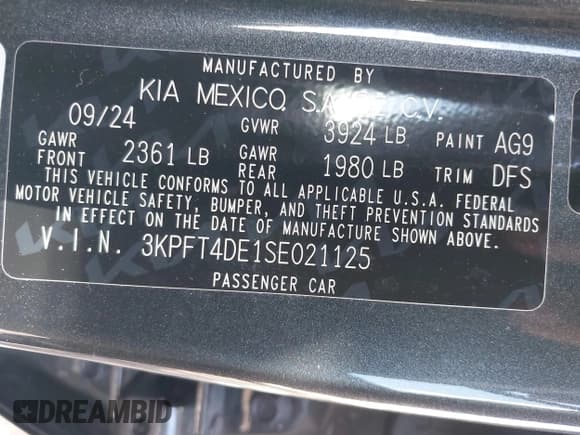 MANUFACTURED BY
KIA MEXICO, S.A. DE C.V.
09/24 GVWR 3924 LB PAINT AG9
GAWR FRONT 2361 LB GAWR REAR 1980 LB TRIM DFS
THIS VEHICLE CONFORMS TO ALL APPLICABLE U.S.A. FEDERAL
MOTOR VEHICLE SAFETY, BUMPER, AND THEFT PREVENTION STANDARDS
IN EFFECT ON THE DATE OF MANUFACTURE SHOWN ABOVE.
V.I.N. 3KPFT4DE1SE021125
PASSENGER CAR
DREAMBID